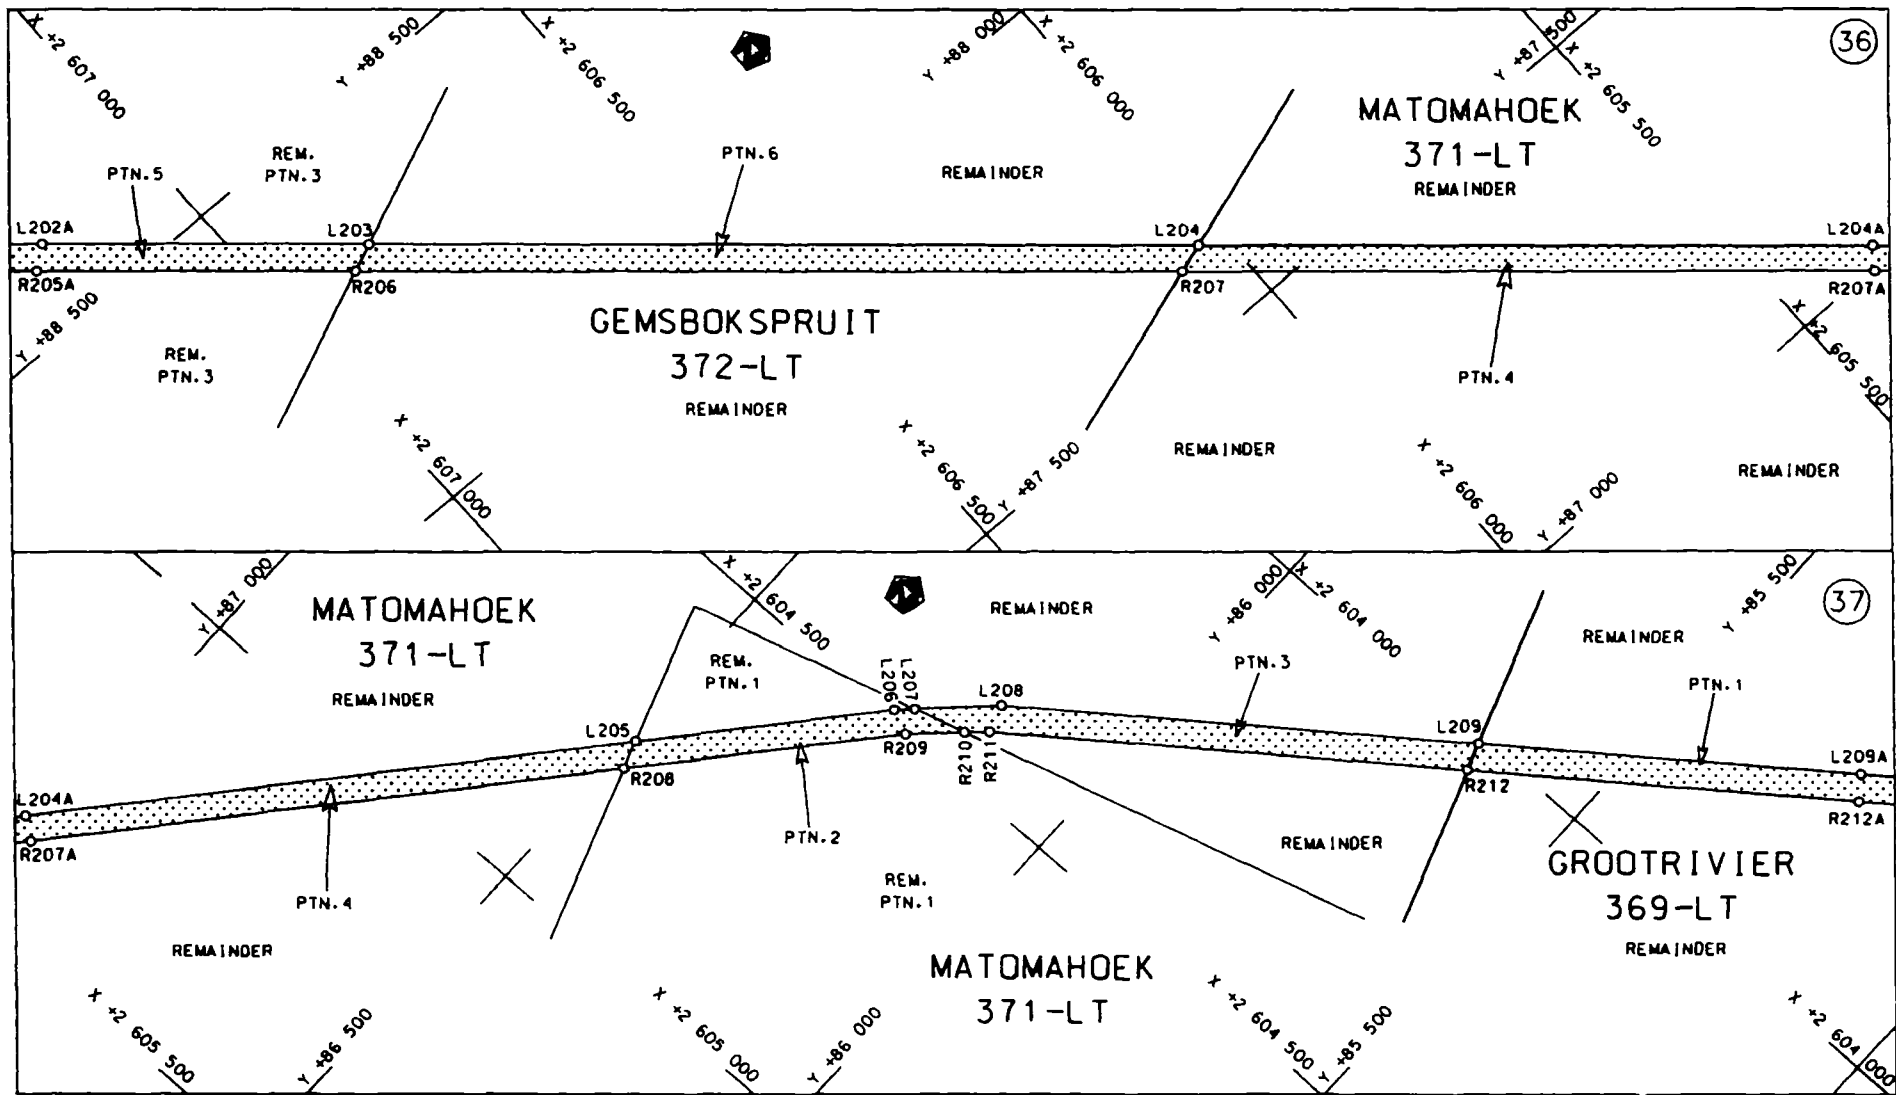 X +2 607 000
Y +88 500
X +2 606 500
Y +88 000
X +2 606 000
Y +87 500
X +2 605 500
36
MATOMAHOEK
371-LT
REMAINDER
REM.
PTN.3
PTN.5
PTN.6
REMAINDER
L202A
L203
L204
L204A
R205A
R206
R207
R207A
Y +88 500
GEMSBOKSPRUIT
372-LT
REMAINDER
REM.
PTN.3
PTN.4
X +2 605 500
X +2 607 000
X +2 606 500
Y +87 500
REMAINDER
X +2 606 000
Y +87 000
REMAINDER
Y +87 000
MATOMAHOEK
371-LT
REMAINDER
X +2 604 500
REMAINDER
Y +86 000
X +2 604 000
REMAINDER
Y +85 500
37
REM.
PTN.1
PTN.3
PTN.1
L205
L206
L207
L208
L209
L209A
L204A
R207A
R208
R209
R210
R211
R212
R212A
PTN.4
PTN.2
REM.
PTN.1
REMAINDER
GROOTRIVIER
369-LT
REMAINDER
REMAINDER
MATOMAHOEK
371-LT
X +2 605 500
Y +86 500
X +2 605 000
Y +86 000
X +2 604 500
Y +85 500
X +2 604 000